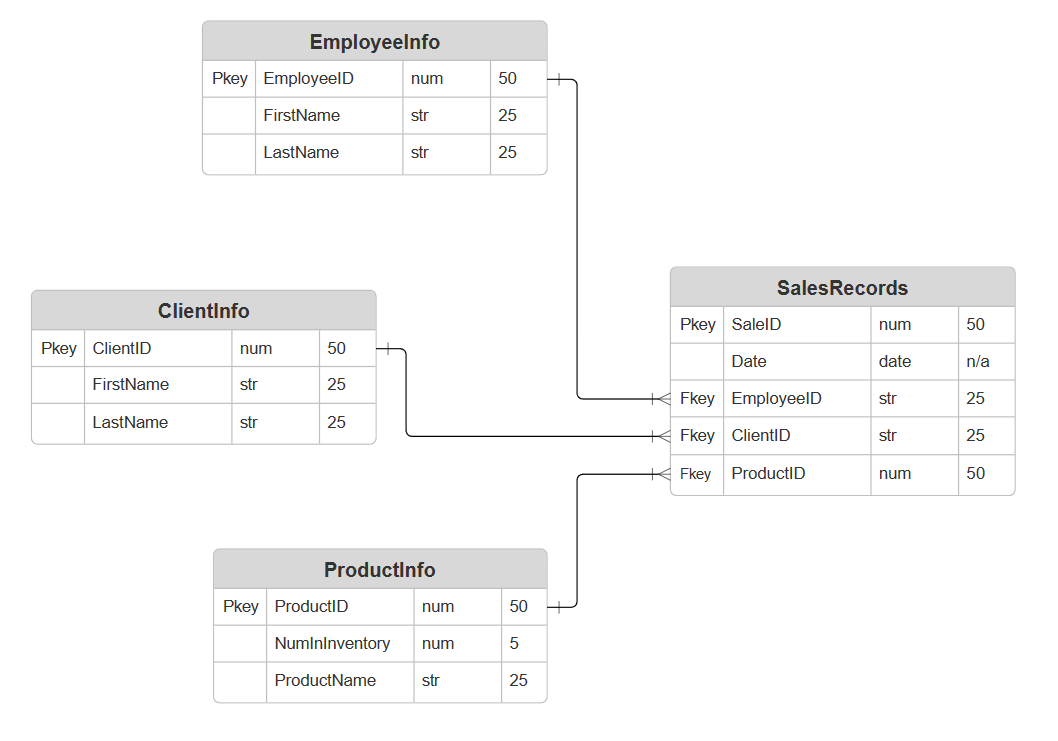 EmployeeInfo
Pkey EmployeeID num 50
FirstName str 25
LastName str 25
ClientInfo
Pkey ClientID num 50
FirstName str 25
LastName str 25
SalesRecords
Pkey SaleID num 50
Date date n/a
Fkey EmployeeID str 25
Fkey ClientID str 25
Fkey ProductID num 50
ProductInfo
Pkey ProductID num 50
NumInInventory num 5
ProductName str 25